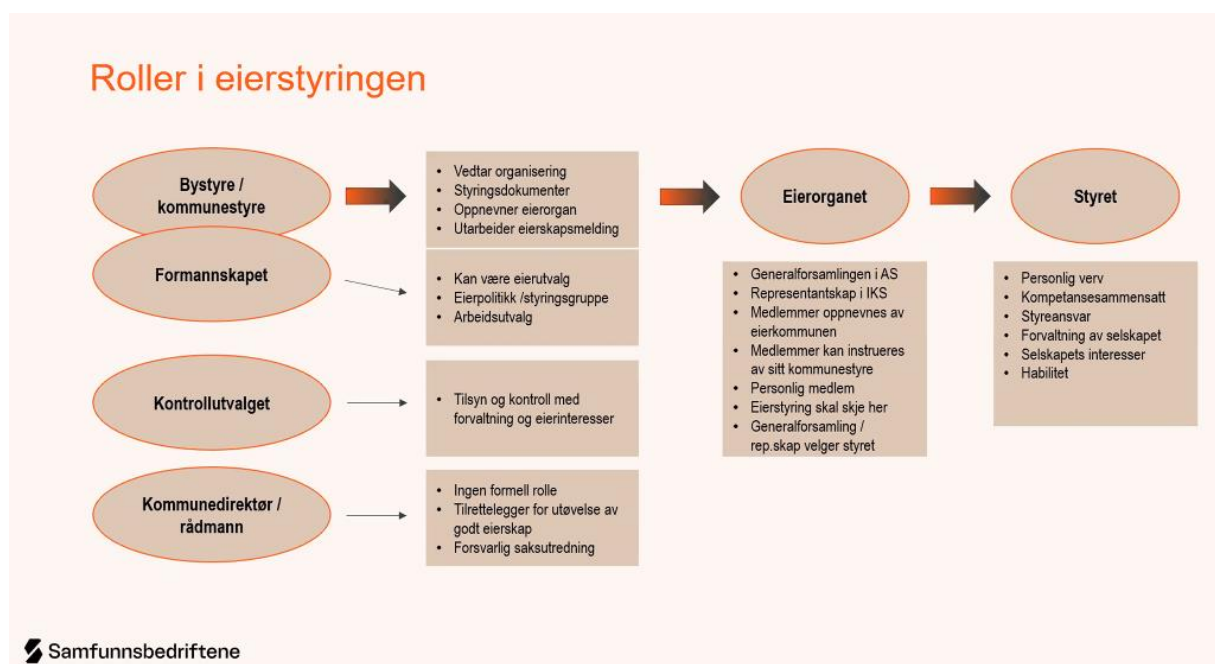 Roller i eierstyringen
Bystyre /
kommunestyre
• Vedtar organisering
• Styringsdokumenter
• Oppnevner eierorgan
• Utarbeider eierskapsmelding
Eierorganet
Styret
Formannskapet
• Kan være eierutvalg
• Eierpolitikk /styringsgruppe
• Arbeidsutvalg
• Generalforsamlingen i AS
• Representantskap i IKS
• Medlemmer oppnevnes av
eierkommunen
• Medlemmer kan instrueres
av sitt kommunestyre
• Personlig medlem
• Eierstyring skal skje her
• Generalforsamling /
rep.skap velger styret
• Personlig verv
• Kompetansesammensatt
• Styreansvar
• Forvaltning av selskapet
• Selskapets interesser
• Habilitet
Kontrollutvalget
• Tilsyn og kontroll med
forvaltning og eierinteresser
Kommunedirektør /
rådmann
• Ingen formell rolle
• Tilrettelegger for utøvelse av
godt eierskap
• Forsvarlig saksutredning
Samfunnsbedriftene